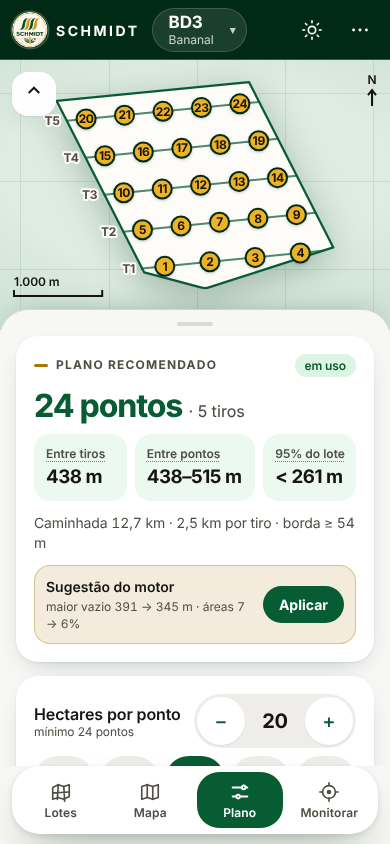 SCHMIDT
SCHMIDT
BD3
Bananal
N
T5 20 21 22 23 24
T4 15 16 17 18 19
T3 10 11 12 13 14
T2 5 6 7 8 9
T1 1 2 3 4
1.000 m
PLANO RECOMENDADO
em uso
24 pontos · 5 tiros
Entre tiros
438 m
Entre pontos
438–515 m
95% do lote
< 261 m
Caminhada 12,7 km · 2,5 km por tiro · borda ≥ 54
m
Sugestão do motor
maior vazio 391 → 345 m · áreas 7
→ 6%
Aplicar
Hectares por ponto
mínimo 24 pontos
− 20 +
Lotes
Mapa
Plano
Monitorar